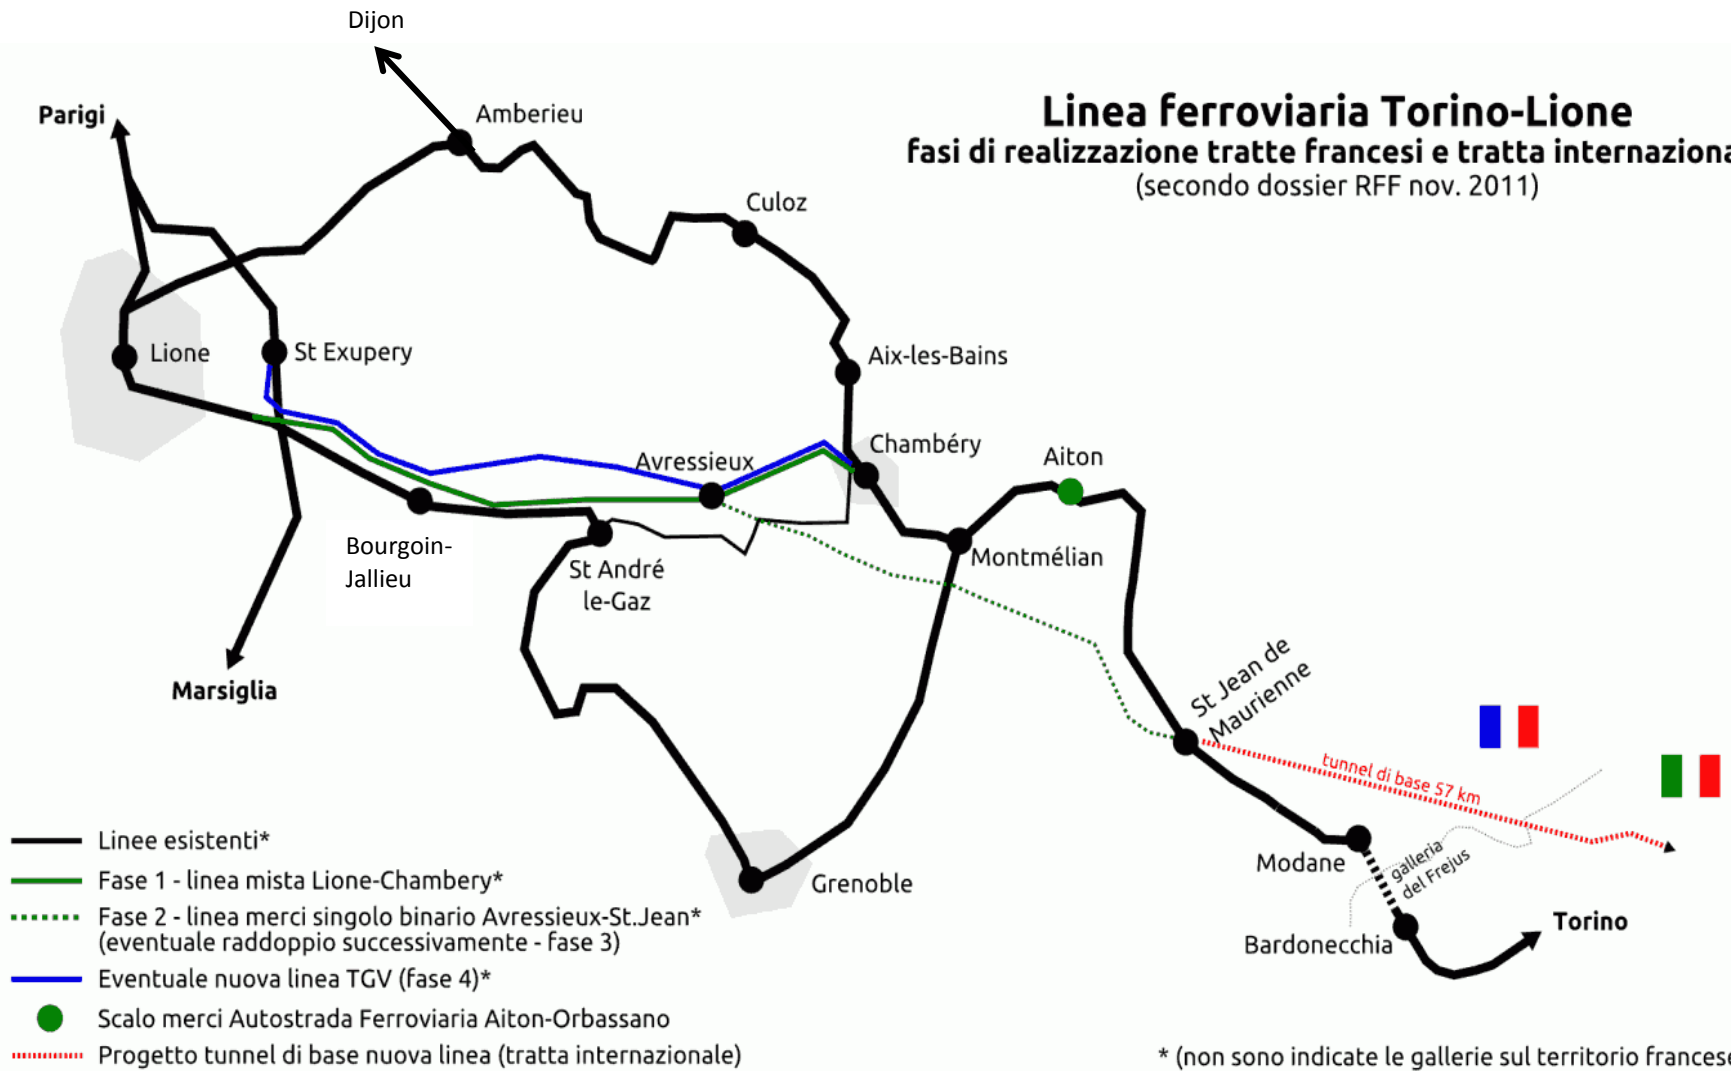 Dijon
Parigi
Amberieu
Linea ferroviaria Torino-Lione
fasi di realizzazione tratte francesi e tratta internaziona
(secondo dossier RFF nov. 2011)
Culoz
Lione
St Exupery
Aix-les-Bains
Chambéry
Avressieux
Aiton
Bourgoin-
Jallieu
St André
le-Gaz
Montmélian
Marsiglia
St Jean de
Maurienne
tunnel di base 57 km
Modane
galleria
del Frejus
Grenoble
Bardonecchia
Torino
Linee esistenti*
Fase 1 - linea mista Lione-Chambery*
Fase 2 - linea merci singolo binario Avressieux-St.Jean*
(eventuale raddoppio successivamente - fase 3)
Eventuale nuova linea TGV (fase 4)*
Scalo merci Autostrada Ferroviaria Aiton-Orbassano
Progetto tunnel di base nuova linea (tratta internazionale)
* (non sono indicate le gallerie sul territorio francese